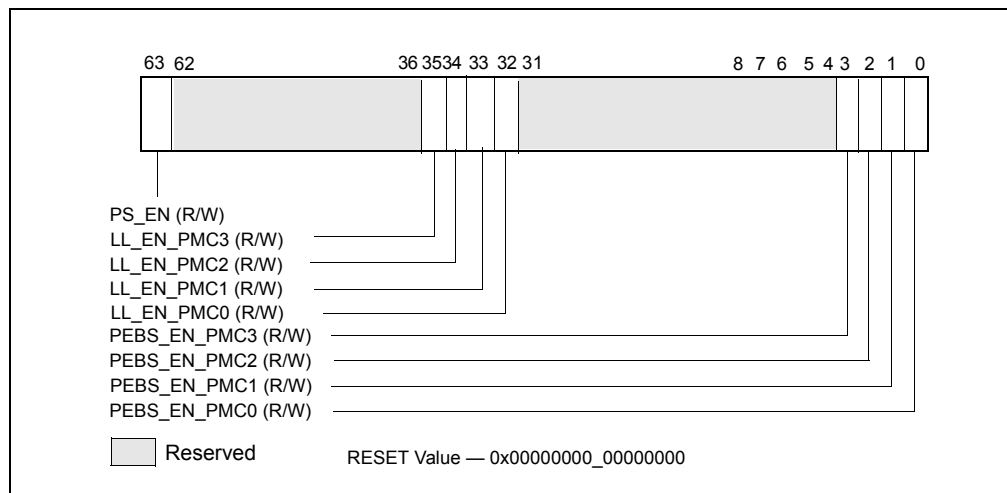 63 62 36 35 34 33 32 31 8 7 6 5 4 3 2 1 0
PS_EN (R/W)
LL_EN_PMC3 (R/W)
LL_EN_PMC2 (R/W)
LL_EN_PMC1 (R/W)
LL_EN_PMC0 (R/W)
PEBS_EN_PMC3 (R/W)
PEBS_EN_PMC2 (R/W)
PEBS_EN_PMC1 (R/W)
PEBS_EN_PMC0 (R/W)
Reserved RESET Value — 0x00000000_00000000